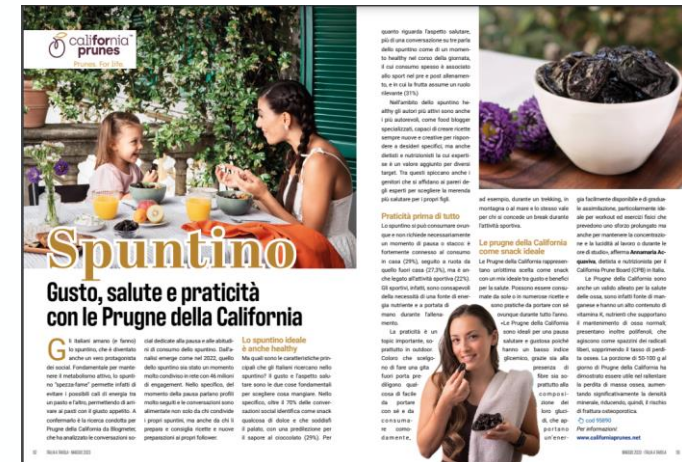 california™
prunes
Prunes. For life.
Spuntino
Gusto, salute e praticità
con le Prugne della California
Gli italiani amano (e fanno)
lo spuntino, che è diventato
anche un vero protagonista
dei social. Fondamentale per mante-
nere il metabolismo attivo, lo spunti-
no "spezza-fame" permette infatti di
evitare i possibili cali di energia tra
un pasto e l'altro, permettendo di arri-
vare ai pasti con il giusto appetito. A
confermarlo è la ricerca condotta per
Prugne della California da Blogmeter,
che ha analizzato le conversazioni so-
cial dedicate alla pausa e alle abitudi-
ni di consumo dello spuntino. Dall'a-
nalisi emerge come nel 2022, quello
dello spuntino sia stato un momento
molto condiviso in rete con 46 milioni
di engagement. Nello specifico, del
momento della pausa parlano profili
molto seguiti e le conversazioni sono
alimentate non solo da chi condivide
i propri spuntini, ma anche da chi li
prepara e consiglia ricette e nuove
preparazioni ai propri follower.
Lo spuntino ideale
è anche healthy
Ma quali sono le caratteristiche prin-
cipali che gli italiani ricercano nello
spuntino? Il gusto e l'aspetto salu-
tare sono le due cose fondamentali
per scegliere cosa mangiare. Nello
specifico, oltre il 70% delle conver-
sazioni social identifica come snack
qualcosa di dolce e che soddisfi
il palato, con una predilezione per
il sapore al cioccolato (29%). Per
quanto riguarda l'aspetto salutare,
più di una conversazione su tre parla
dello spuntino come di un momen-
to healthy nel corso della giornata,
il cui consumo spesso è associato
allo sport nel pre e post allenamen-
to, e in cui la frutta assume un ruolo
rilevante (31%)
Nell'ambito dello spuntino he-
althy gli autori più attivi sono anche
i più autorevoli, come food blogger
specializzati, capaci di creare ricette
sempre nuove e creative per rispon-
dere a desideri specifici, ma anche
dietisti e nutrizionisti la cui experti-
se è un valore aggiunto per diversi
target. Tra questi spiccano anche i
genitori che si affidano ai pareri de-
gli esperti per scegliere la merenda
più salutare per i propri figli.
Praticità prima di tutto
Lo spuntino si può consumare ovun-
que e non richiede necessariamente
un momento di pausa o stacco: è
fortemente connesso al consumo
in casa (29%), seguito a ruota da
quello fuori casa (27,3%), ma è an-
che legato all'attività sportiva (22%).
Gli sportivi, infatti, sono consapevoli
della necessità di una fonte di ener-
gia nutriente e a portata di
mano durante l'allena-
mento.
La praticità è un
topic importante, so-
prattutto in outdoor.
Coloro che scelgo-
no di fare una gita
fuori porta pre-
diligono qual-
cosa di facile
da portare
con sé e da
consuma-
re como-
damente,
ad esempio, durante un trekking, in
montagna o al mare e lo stesso vale
per chi si concede un break durante
l'attività sportiva.
Le prugne della California
come snack ideale
Le Prugne della California rappresen-
tano un'ottima scelta come snack
con un mix ideale tra gusto e benefici
per la salute. Possono essere consu-
mate da sole o in numerose ricette e
sono pratiche da portare con sé
ovunque durante tutto l'anno.
«Le Prugne della California
sono ideali per una pausa
salutare e gustosa poiché
hanno un basso indice
glicemico, grazie sia alla
presenza di
fibre sia so-
prattutto alla
composi-
zione dei
loro gluci-
di, che ap-
portano
un'ener-
gia facilmente disponibile e di gradua-
le assimilazione, particolarmente ide-
ale per workout ed esercizi fisici che
prevedono uno sforzo prolungato ma
anche per mantenere la concentrazio-
ne e la lucidità al lavoro o durante le
ore di studio», afferma Annamaria Ac-
quaviva, dietista e nutrizionista per il
California Prune Board (CPB) in Italia.
Le Prugne della California sono
anche un valido alleato per la salute
delle ossa, sono infatti fonte di man-
ganese e hanno un alto contenuto di
vitamina K, nutrienti che supportano
il mantenimento di ossa normali,
presentano inoltre polifenoli, che
agiscono come spazzini dei radicali
liberi, sopprimendo il tasso di perdi-
ta ossea. La porzione di 50-100 g al
giorno di Prugne della California ha
dimostrato essere utile nel rallentare
la perdita di massa ossea, aumen-
tando significativamente la densità
minerale, riducendo, quindi, il rischio
di frattura osteoporotica.
cod 95890
Per informazioni:
www.californiaprunes.net
92 ITALIA A TAVOLA · MAGGIO 2023
MAGGIO 2023 · ITALIA A TAVOLA 93